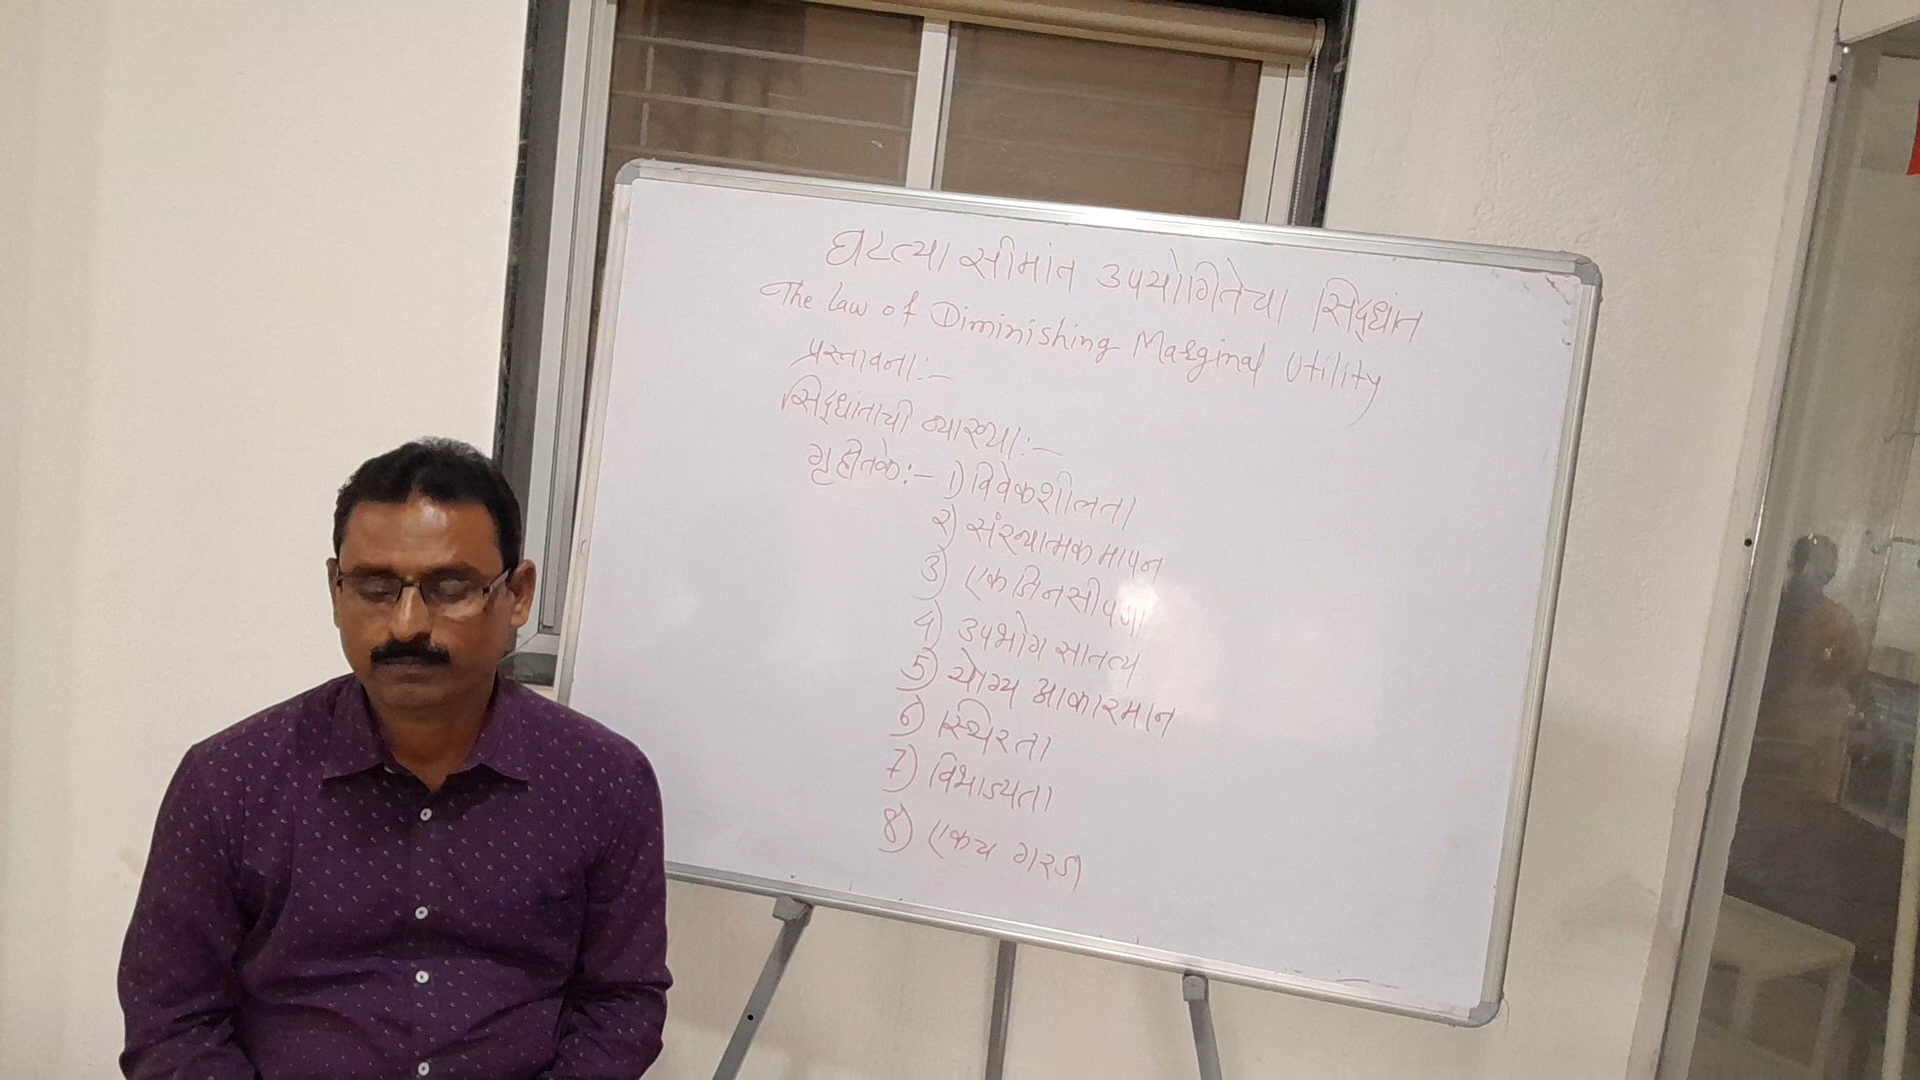 घटत्या सीमांत उपयोगितेचा सिद्धांत
The Law of Diminishing Marginal Utility
प्रस्तावना:-
सिद्धांताची व्याख्या:-
गृहीतके:- 1) विवेकशीलता
2) संख्यात्मक मापन
3) एकजिनसीपणा
4) उपभोग सातत्य
5) योग्य आकारमान
6) स्थिरता
7) विभाज्यता
8) एकच गरज